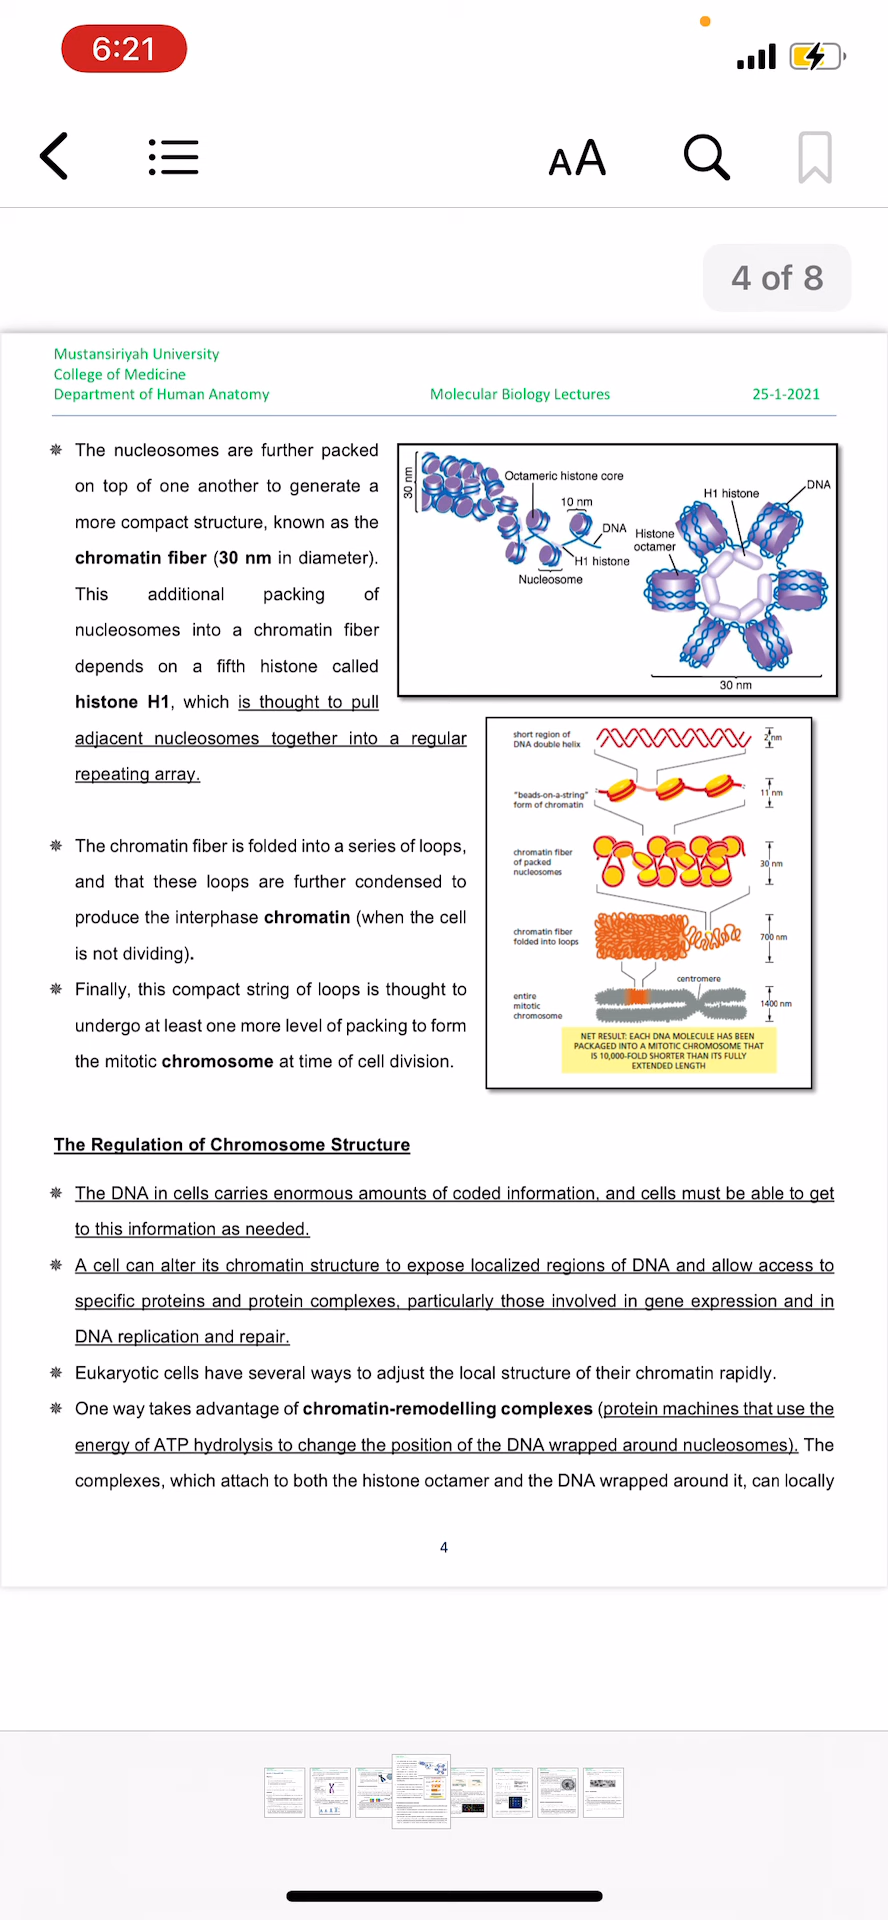 6:21
AA
4 of 8
Mustansiriyah University
College of Medicine
Department of Human Anatomy
Molecular Biology Lectures
25-1-2021
The nucleosomes are further packed
on top of one another to generate a
more compact structure, known as the
chromatin fiber (30 nm in diameter).
This additional packing of
nucleosomes into a chromatin fiber
depends on a fifth histone called
histone H1, which is thought to pull
adjacent nucleosomes together into a regular
repeating array.
30 nm
Octameric histone core
10 nm
DNA
H1 histone
Nucleosome
H1 histone
DNA
Histone
octamer
30 nm
short region of
DNA double helix
2 nm
"beads-on-a-string"
form of chromatin
11 nm
chromatin fiber
of packed
nucleosomes
30 nm
chromatin fiber
folded into loops
700 nm
centromere
entire
mitotic
chromosome
1400 nm
NET RESULT: EACH DNA MOLECULE HAS BEEN
PACKAGED INTO A MITOTIC CHROMOSOME THAT
IS 10,000-FOLD SHORTER THAN ITS FULLY
EXTENDED LENGTH
The chromatin fiber is folded into a series of loops,
and that these loops are further condensed to
produce the interphase chromatin (when the cell
is not dividing).
Finally, this compact string of loops is thought to
undergo at least one more level of packing to form
the mitotic chromosome at time of cell division.
The Regulation of Chromosome Structure
The DNA in cells carries enormous amounts of coded information, and cells must be able to get
to this information as needed.
A cell can alter its chromatin structure to expose localized regions of DNA and allow access to
specific proteins and protein complexes, particularly those involved in gene expression and in
DNA replication and repair.
Eukaryotic cells have several ways to adjust the local structure of their chromatin rapidly.
One way takes advantage of chromatin-remodelling complexes (protein machines that use the
energy of ATP hydrolysis to change the position of the DNA wrapped around nucleosomes). The
complexes, which attach to both the histone octamer and the DNA wrapped around it, can locally
4